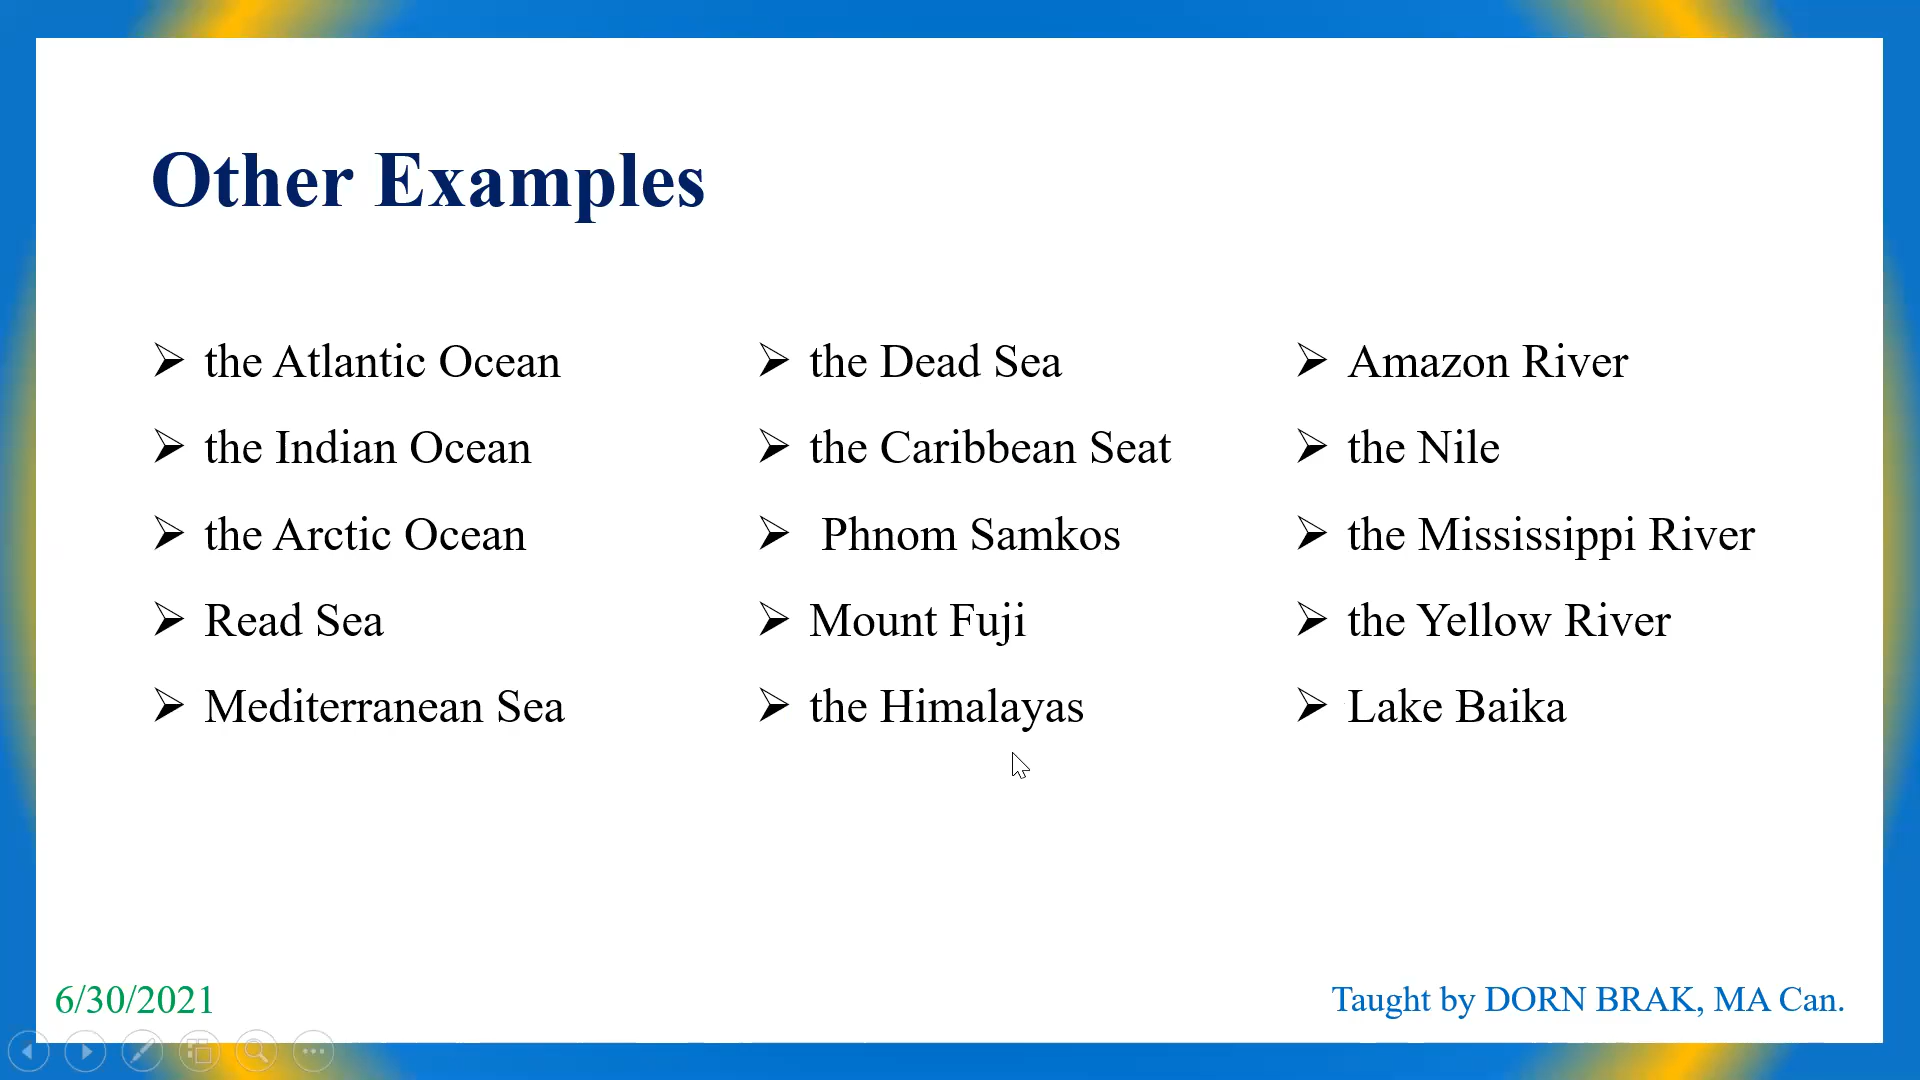 Other Examples
the Atlantic Ocean
the Indian Ocean
the Arctic Ocean
Read Sea
Mediterranean Sea
the Dead Sea
the Caribbean Seat
Phnom Samkos
Mount Fuji
the Himalayas
Amazon River
the Nile
the Mississippi River
the Yellow River
Lake Baika
6/30/2021
Taught by DORN BRAK, MA Can.